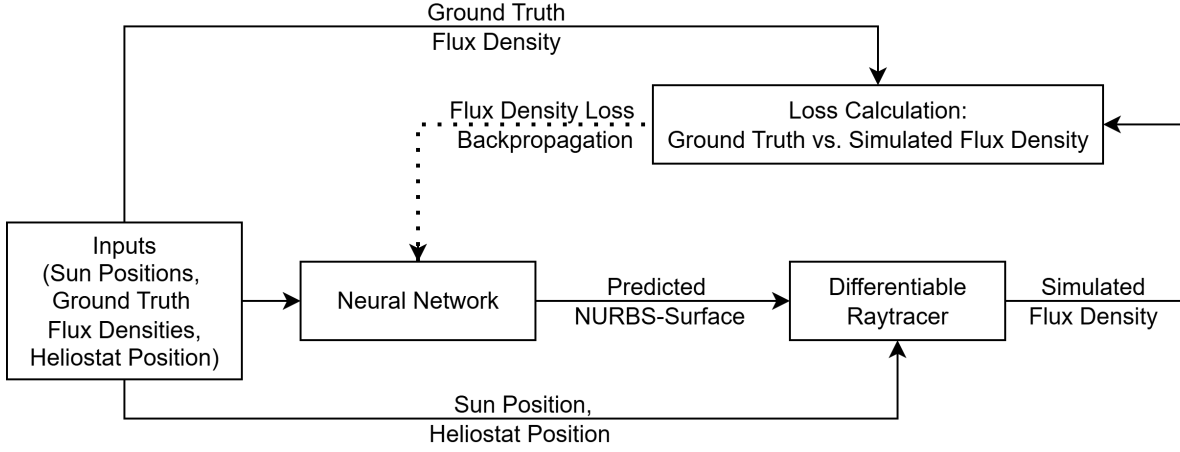 Ground Truth
Flux Density
Flux Density Loss
Backpropagation
Loss Calculation:
Ground Truth vs. Simulated Flux Density
Inputs
(Sun Positions,
Ground Truth
Flux Densities,
Heliostat Position)
Neural Network
Predicted
NURBS-Surface
Differentiable
Raytracer
Simulated
Flux Density
Sun Position,
Heliostat Position